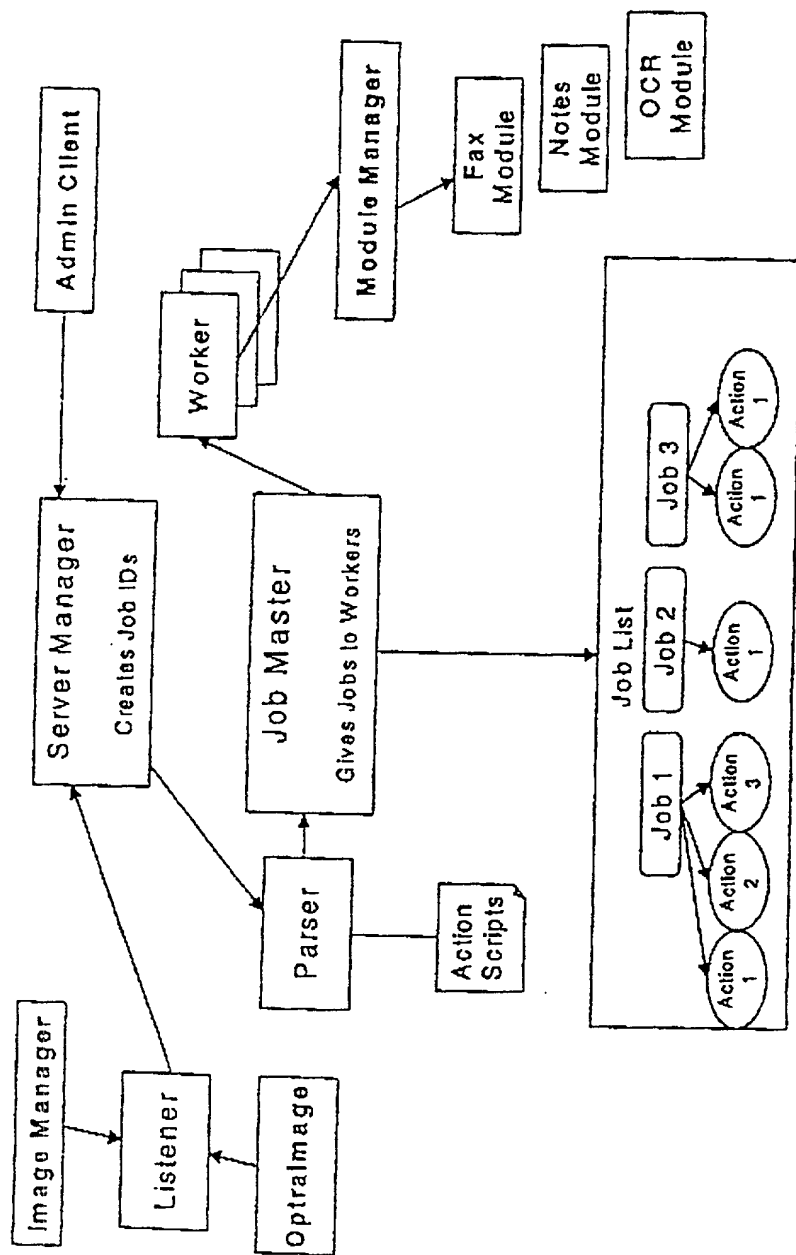 Image Manager
Listener
OptraImage
Server Manager
Creates Job IDs
Admin Client
Parser
Action
Scripts
Job Master
Gives Jobs to Workers
Worker
Module Manager
Fax
Module
Notes
Module
OCR
Module
Job List
Job 1
Job 2
Job 3
Action
1
Action
2
Action
3
Action
1
Action
1
Action
1